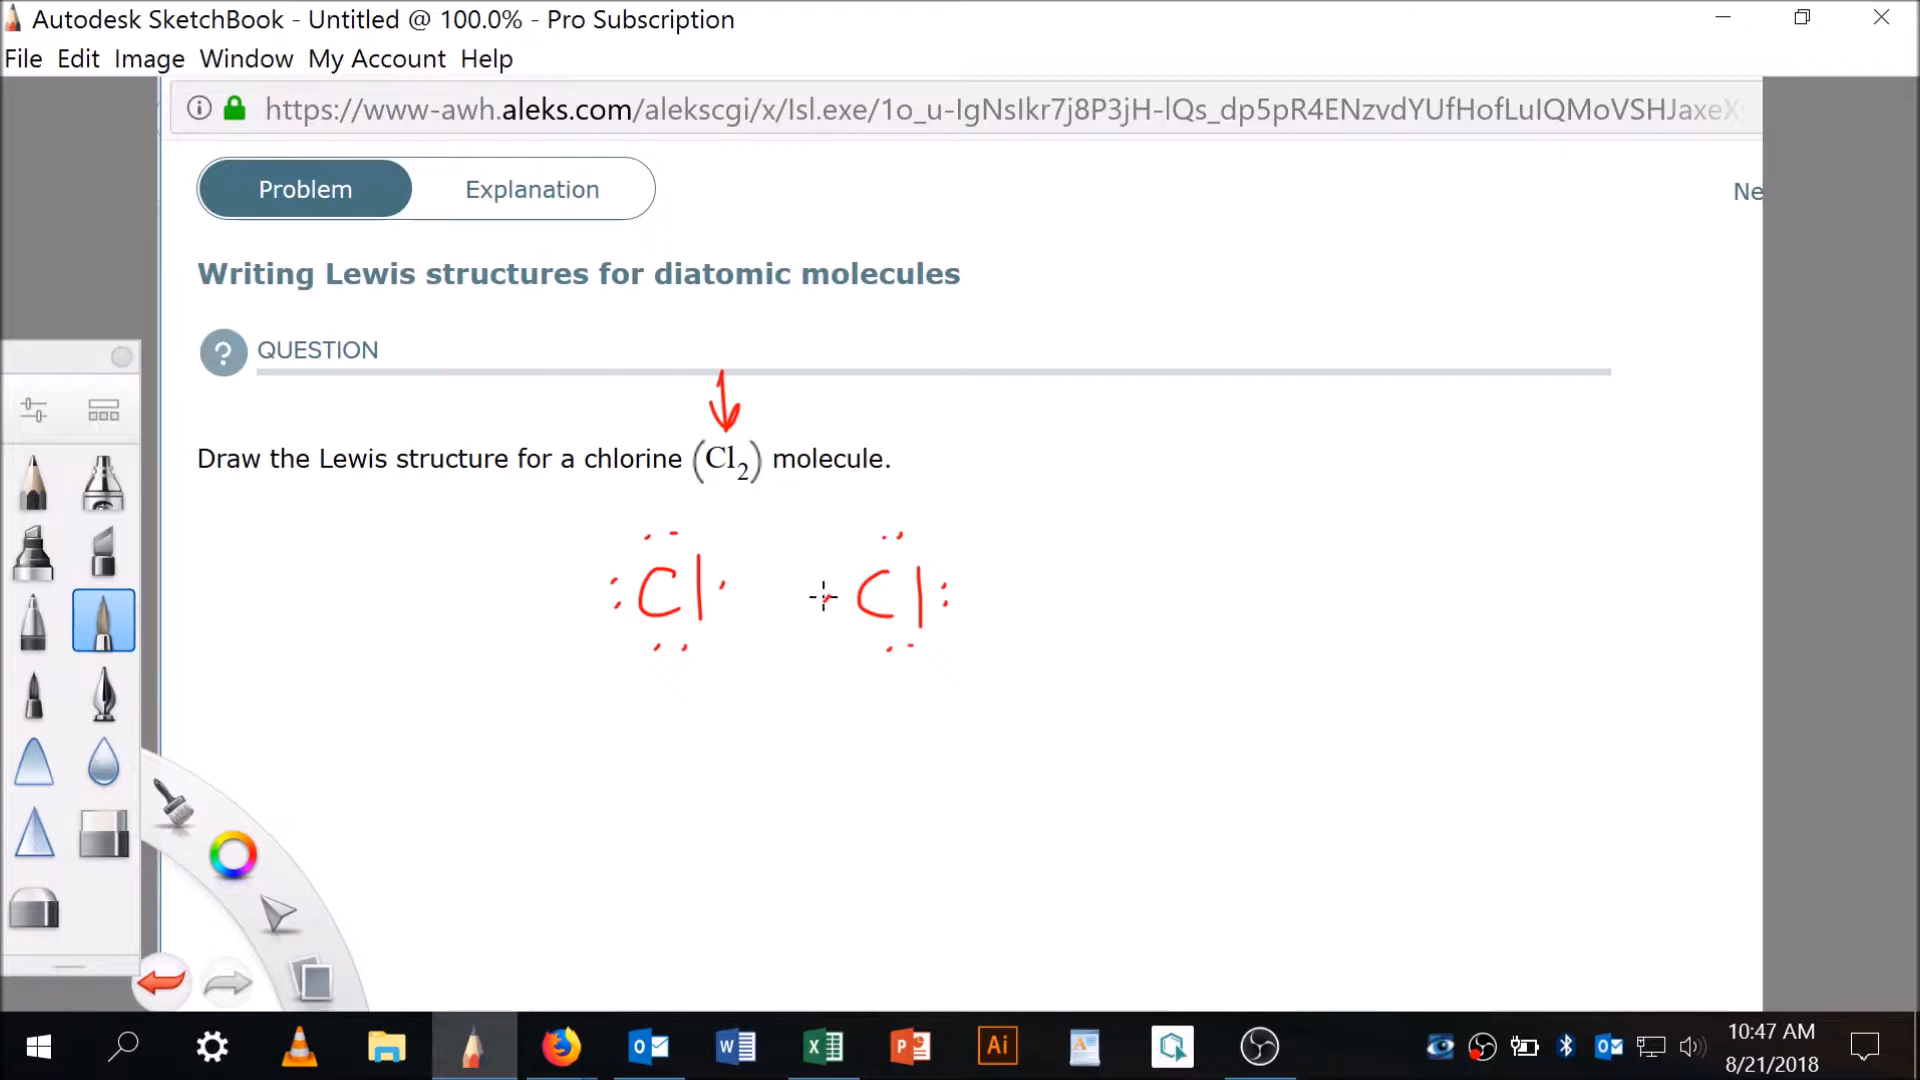 Autodesk SketchBook - Untitled @ 100.0% - Pro Subscription
File Edit Image Window My Account Help
https://www-awh.aleks.com/alekscgi/x/Isl.exe/1o_u-IgNsIkr7j8P3jH-lQs_dp5pR4ENzvdYUfHofLuIQMoVSHJaxeX
Problem Explanation Ne
Writing Lewis structures for diatomic molecules
? QUESTION
Draw the Lewis structure for a chlorine (Cl2) molecule.
Cl Cl
Ai
10:47 AM
8/21/2018